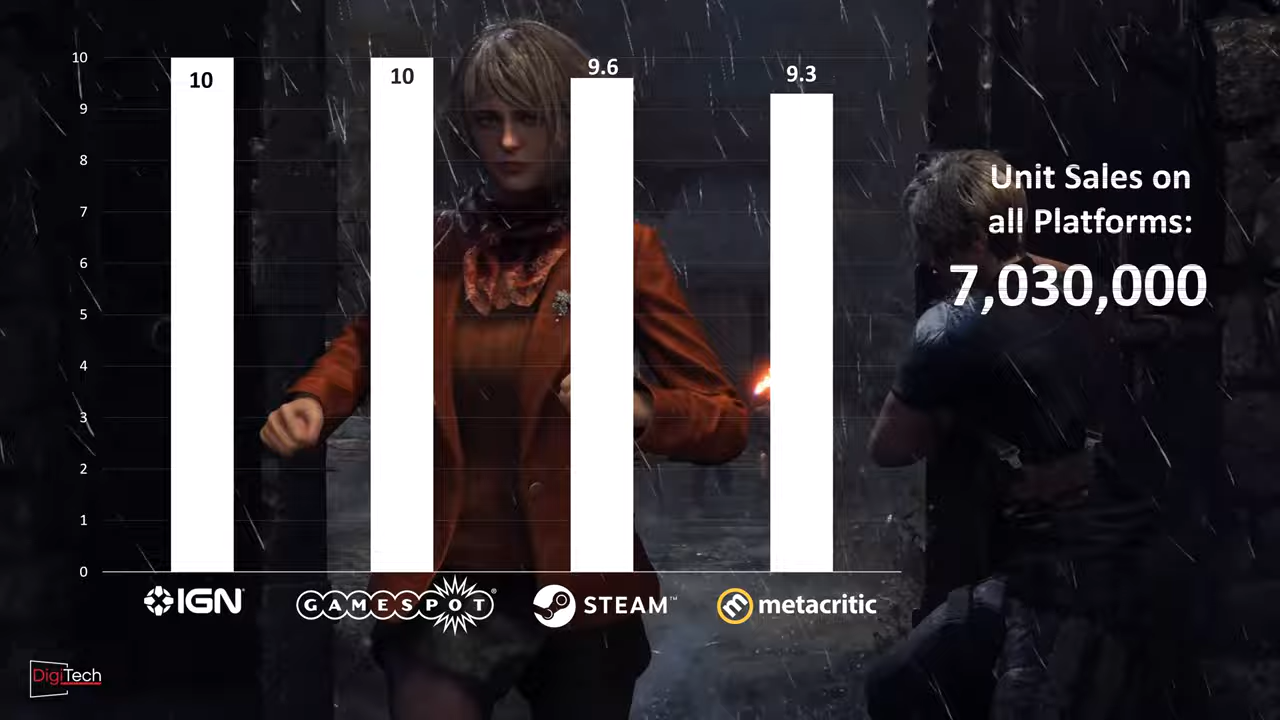 10
9
8
7
6
5
4
3
2
1
0
10
10
9.6
9.3
IGN
GAMESPOT®
STEAM™
metacritic
Unit Sales on
all Platforms:
7,030,000
DigiTech